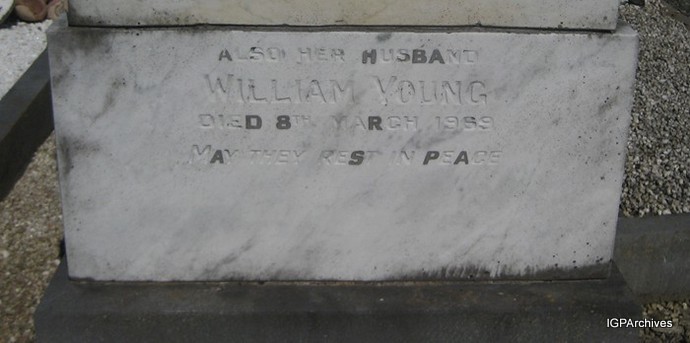 ALSO HER HUSBAND
WILLIAM YOUNG
DIED 8TH MARCH 1969
MAY THEY REST IN PEACE
IGPArchives